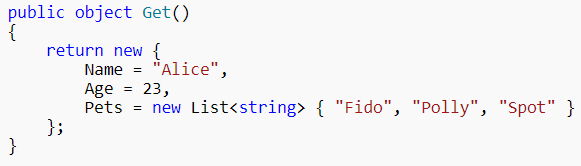 public object Get()
{
    return new {
        Name = "Alice",
        Age = 23,
        Pets = new List<string> { "Fido", "Polly", "Spot" }
    };
}